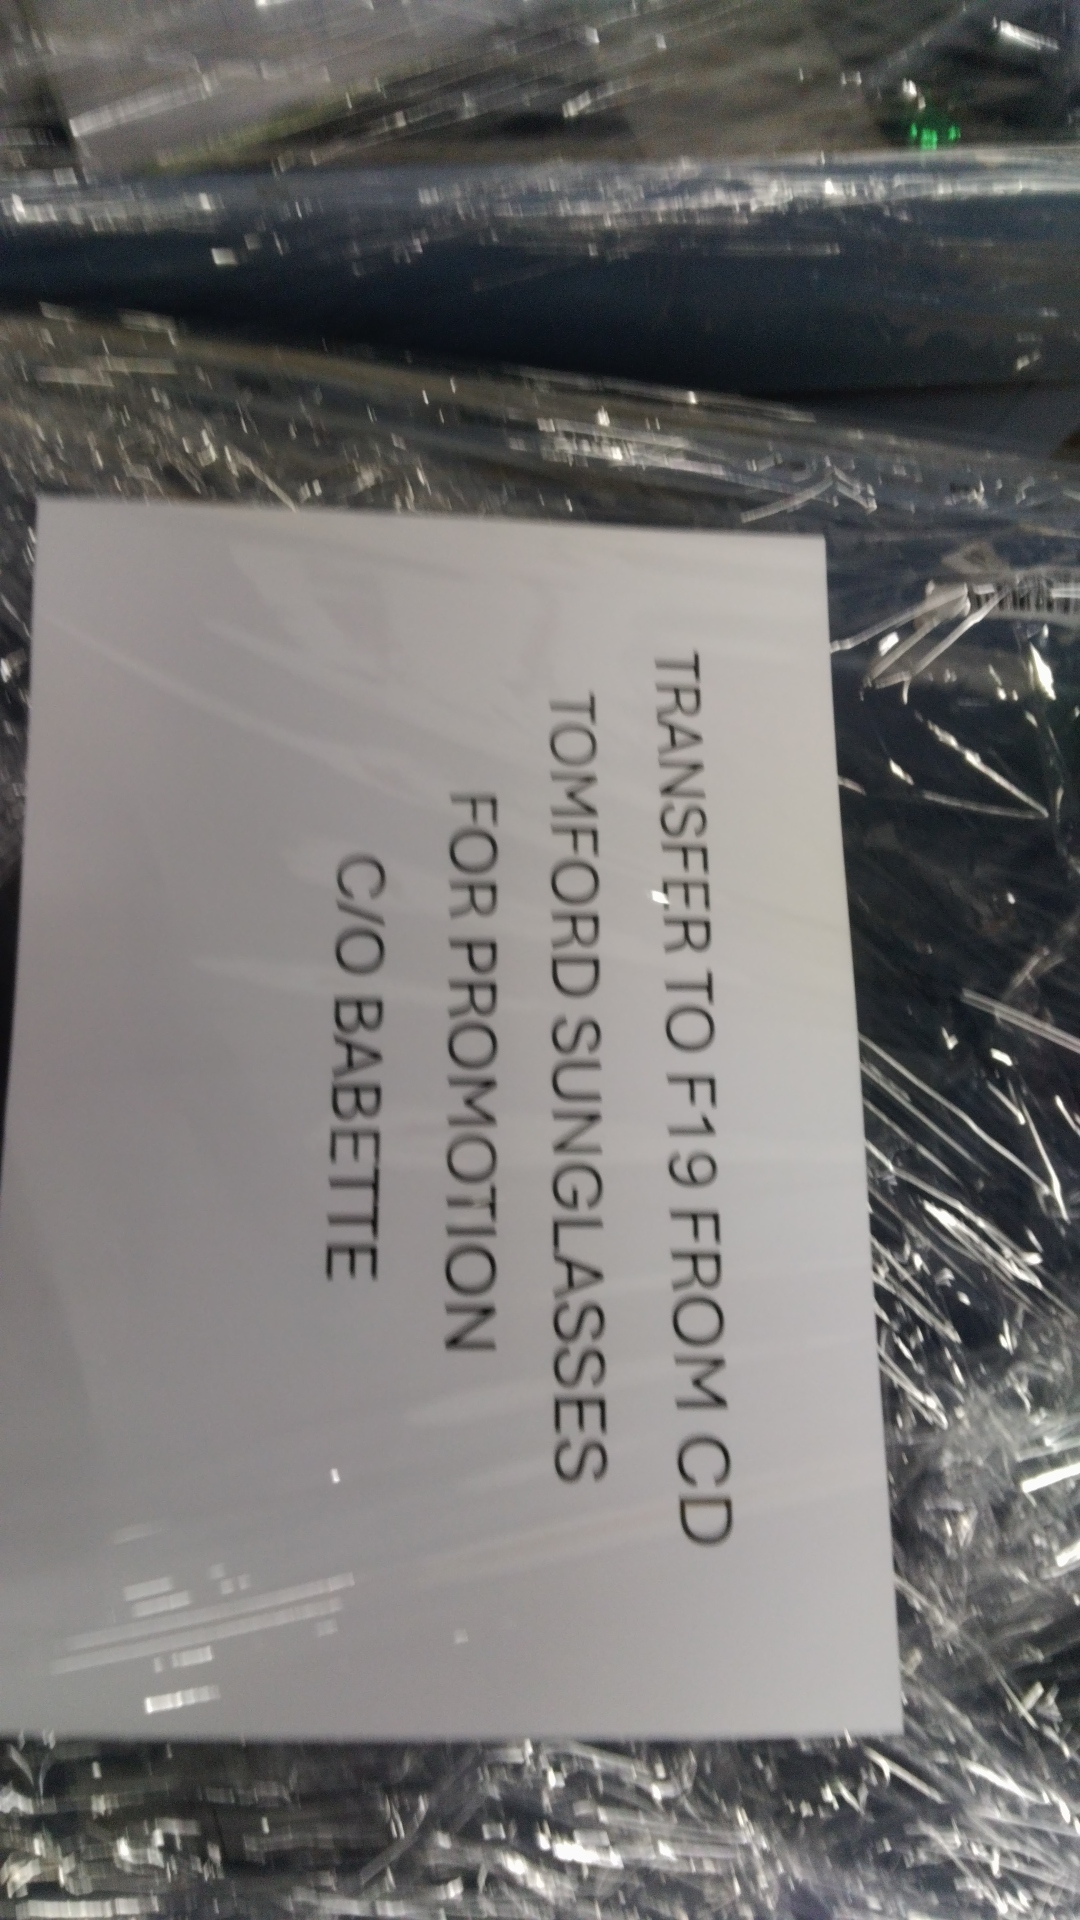 TRANSFER TO F19 FROM CD
TOMFORD SUNGLASSES
FOR PROMOTION
C/O BABETTE